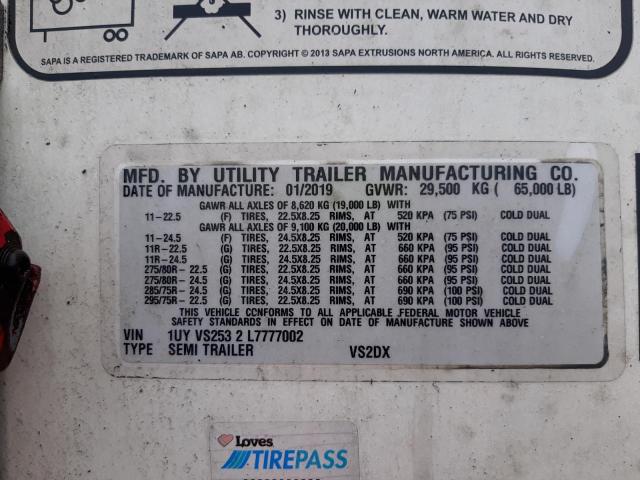 3) RINSE WITH CLEAN, WARM WATER AND DRY
THOROUGHLY.
SAPA IS A REGISTERED TRADEMARK OF SAPA AB. COPYRIGHT © 2013 SAPA EXTRUSIONS NORTH AMERICA. ALL RIGHTS RESERVED.
MFD. BY UTILITY TRAILER MANUFACTURING CO.
DATE OF MANUFACTURE: 01/2019 GVWR: 29,500 KG ( 65,000 LB)
GAWR ALL AXLES OF 8,620 KG (19,000 LB) WITH
11-22.5 (F) TIRES, 22.5X8.25 RIMS, AT 520 KPA (75 PSI) COLD DUAL
GAWR ALL AXLES OF 9,100 KG (20,000 LB) WITH
11-24.5 (F) TIRES, 24.5X8.25 RIMS, AT 520 KPA (75 PSI) COLD DUAL
11R-22.5 (G) TIRES, 22.5X8.25 RIMS, AT 660 KPA (95 PSI) COLD DUAL
11R-24.5 (G) TIRES, 24.5X8.25 RIMS, AT 660 KPA (95 PSI) COLD DUAL
275/80R-22.5 (G) TIRES, 22.5X8.25 RIMS, AT 660 KPA (95 PSI) COLD DUAL
275/80R-24.5 (G) TIRES, 24.5X8.25 RIMS, AT 660 KPA (95 PSI) COLD DUAL
285/75R-24.5 (G) TIRES, 24.5X8.25 RIMS, AT 690 KPA (100 PSI) COLD DUAL
295/75R-22.5 (G) TIRES, 22.5X8.25 RIMS, AT 690 KPA (100 PSI) COLD DUAL
THIS VEHICLE CONFORMS TO ALL APPLICABLE FEDERAL MOTOR VEHICLE
SAFETY STANDARDS IN EFFECT ON DATE OF MANUFACTURE SHOWN ABOVE
VIN 1UY VS253 2 L7777002
TYPE SEMI TRAILER VS2DX
Loves
TIREPASS